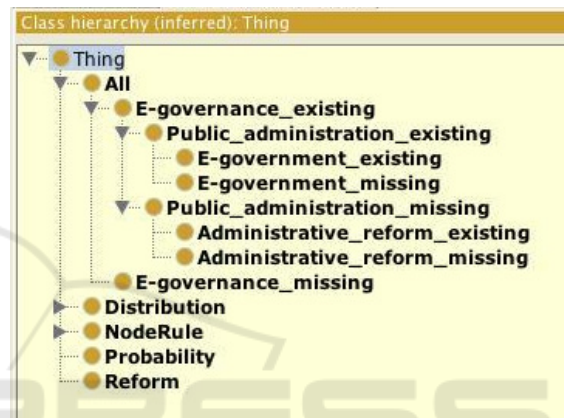 Class hierarchy (inferred): Thing
Thing
All
E-governance_existing
Public_administration_existing
E-government_existing
E-government_missing
Public_administration_missing
Administrative_reform_existing
Administrative_reform_missing
E-governance_missing
Distribution
NodeRule
Probability
Reform